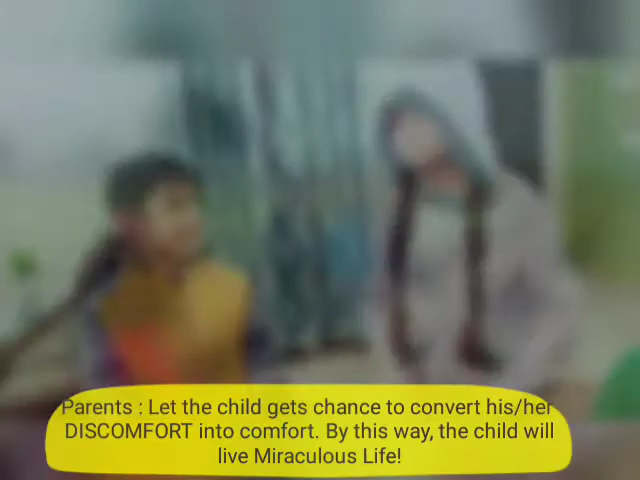 Parents : Let the child gets chance to convert his/her
DISCOMFORT into comfort. By this way, the child will
live Miraculous Life!